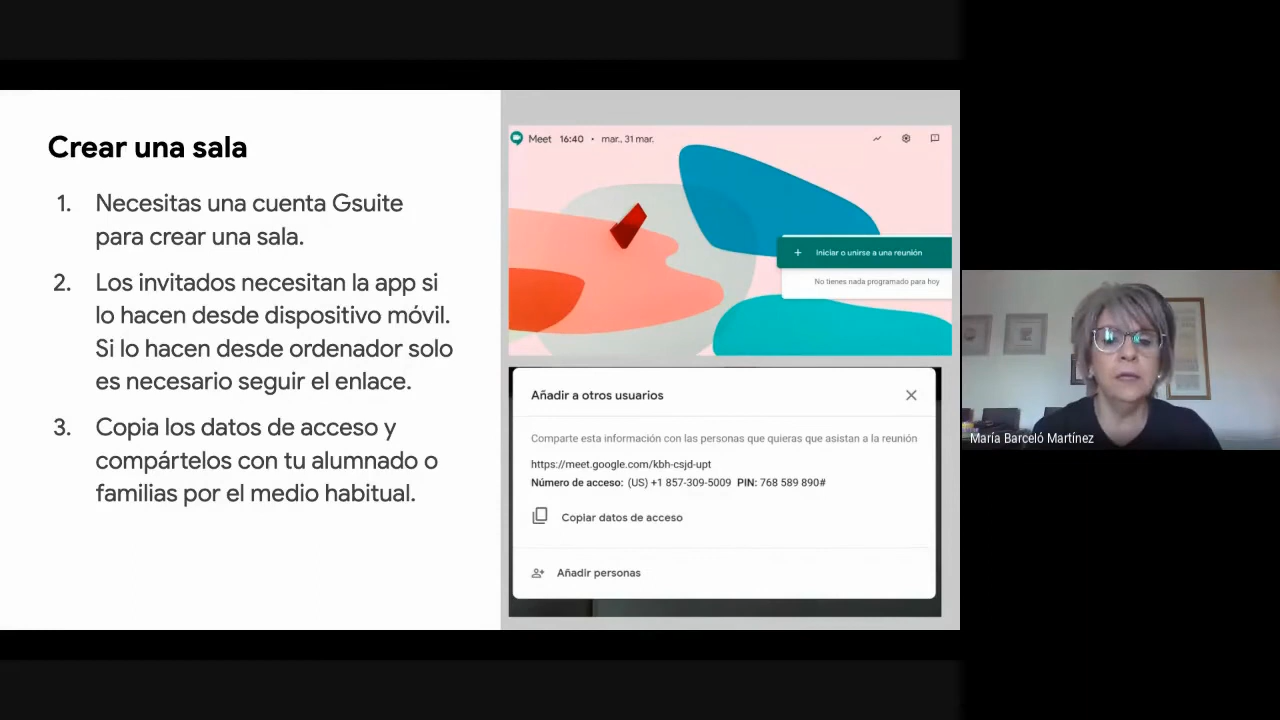 Crear una sala
1. Necesitas una cuenta Gsuite
para crear una sala.
2. Los invitados necesitan la app si
lo hacen desde dispositivo móvil.
Si lo hacen desde ordenador solo
es necesario seguir el enlace.
3. Copia los datos de acceso y
compártelos con tu alumnado o
familias por el medio habitual.
Meet 16:40 • mar., 31 mar.
+ Iniciar o unirse a una reunión
No tienes nada programado para hoy
Añadir a otros usuarios
Comparte esta información con las personas que quieras que asistan a la reunión
https://meet.google.com/kbh-csjd-upt
Número de acceso: (US) +1 857-309-5009 PIN: 768 589 890#
Copiar datos de acceso
Añadir personas
María Barceló Martínez